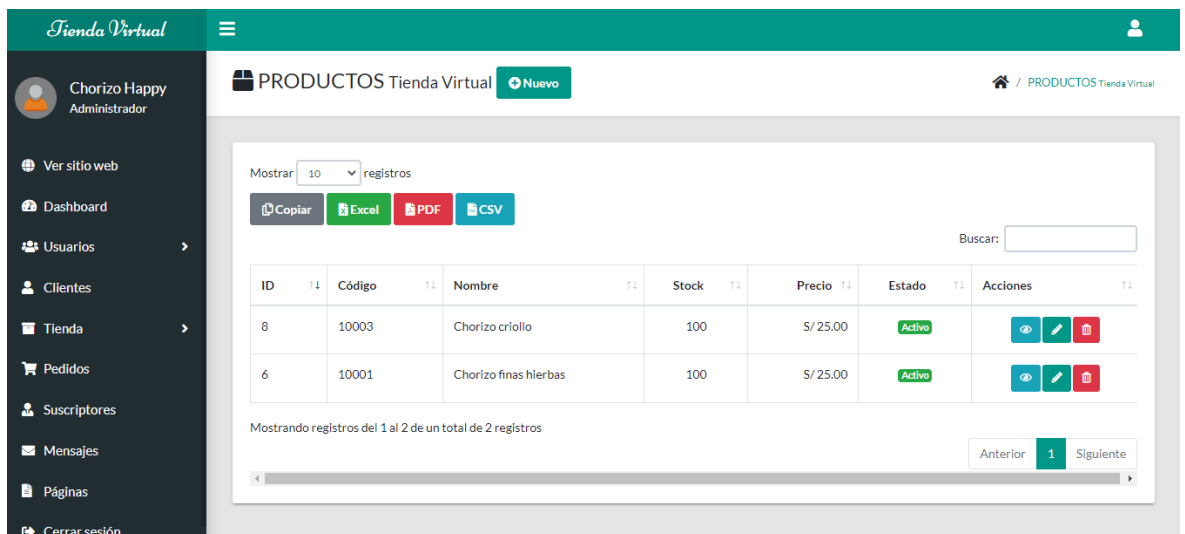 Tienda Virtual
Chorizo Happy
Administrador
Ver sitio web
Dashboard
Usuarios
Clientes
Tienda
Pedidos
Suscriptores
Mensajes
Páginas
Cerrar sesión
PRODUCTOS Tienda Virtual Nuevo
/ PRODUCTOS Tienda Virtual
Mostrar 10 registros
Copiar Excel PDF CSV
Buscar:
ID Código Nombre Stock Precio Estado Acciones
8 10003 Chorizo criollo 100 S/ 25.00 Activo
6 10001 Chorizo finas hierbas 100 S/ 25.00 Activo
Mostrando registros del 1 al 2 de un total de 2 registros
Anterior 1 Siguiente